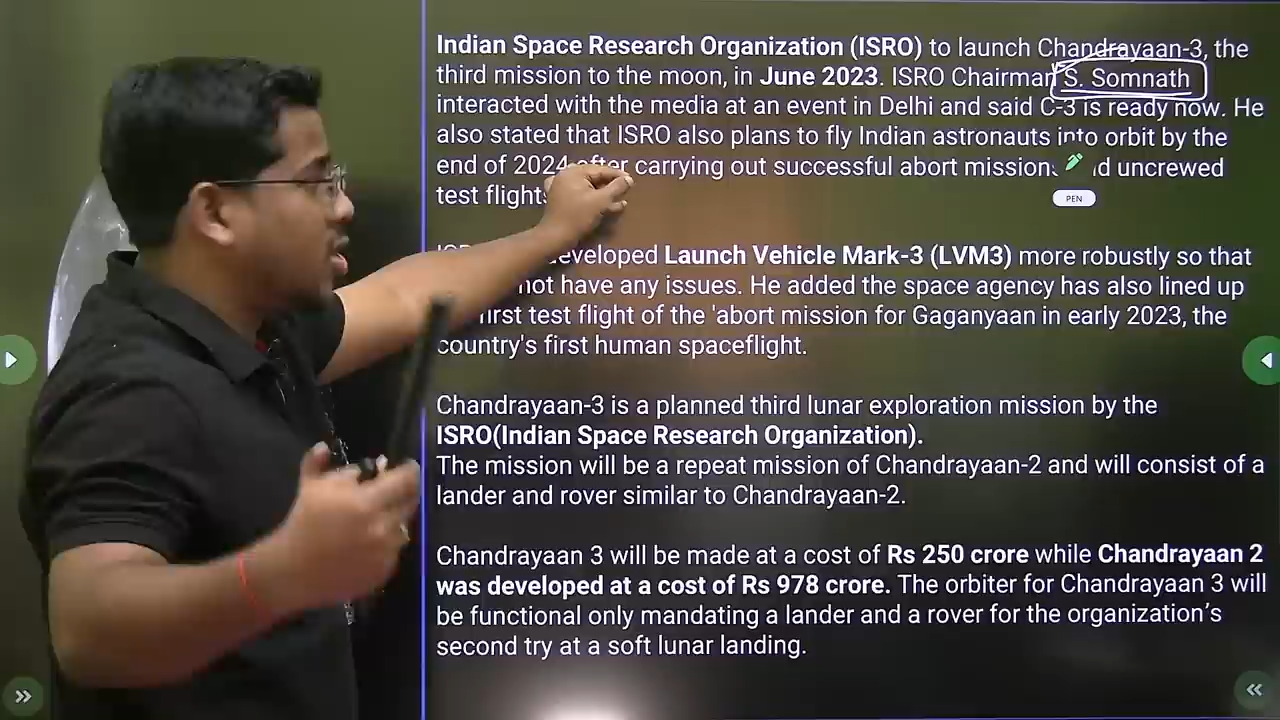 Indian Space Research Organization (ISRO) to launch Chandrayaan-3, the
third mission to the moon, in June 2023. ISRO Chairman S. Somnath
interacted with the media at an event in Delhi and said C-3 is ready now. He
also stated that ISRO also plans to fly Indian astronauts into orbit by the
end of 2024 after carrying out successful abort missions uncrewed
test flights
PEN
developed Launch Vehicle Mark-3 (LVM3) more robustly so that
not have any issues. He added the space agency has also lined up
first test flight of the 'abort mission for Gaganyaan in early 2023, the
country's first human spaceflight.
Chandrayaan-3 is a planned third lunar exploration mission by the
ISRO(Indian Space Research Organization).
The mission will be a repeat mission of Chandrayaan-2 and will consist of a
lander and rover similar to Chandrayaan-2.
Chandrayaan 3 will be made at a cost of Rs 250 crore while Chandrayaan 2
was developed at a cost of Rs 978 crore. The orbiter for Chandrayaan 3 will
be functional only mandating a lander and a rover for the organization’s
second try at a soft lunar landing.